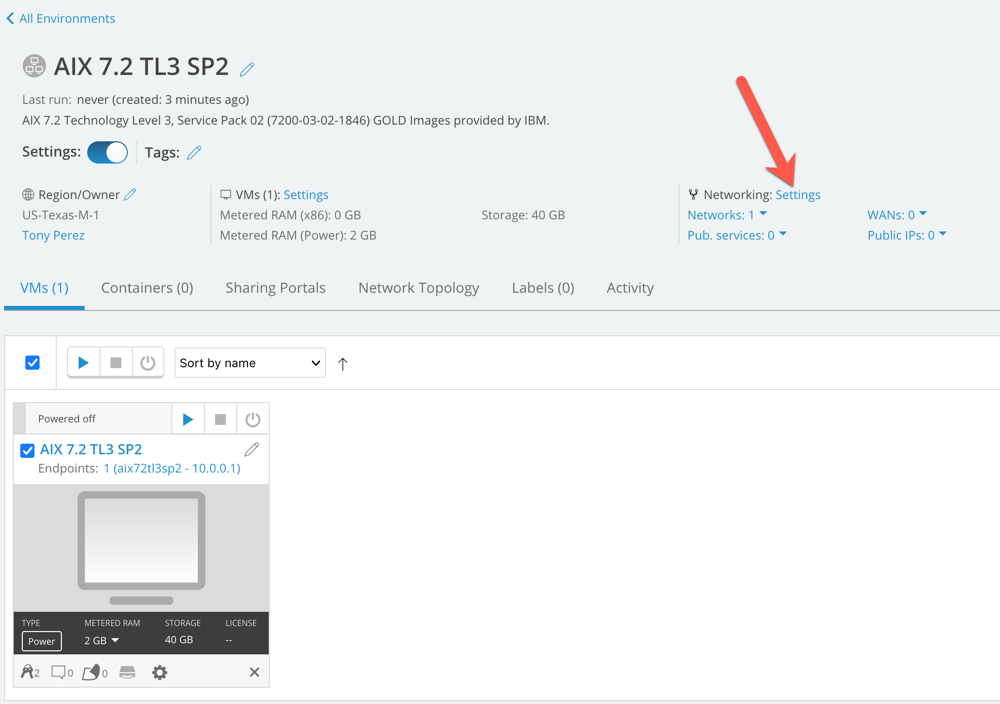 All Environments
AIX 7.2 TL3 SP2
Last run: never (created: 3 minutes ago)
AIX 7.2 Technology Level 3, Service Pack 02 (7200-03-02-1846) GOLD Images provided by IBM.
Settings: Tags:
Region/Owner VMs (1): Settings Networking: Settings
US-Texas-M-1 Metered RAM (x86): 0 GB Storage: 40 GB Networks: 1 WANs: 0
Tony Perez Metered RAM (Power): 2 GB Pub. services: 0 Public IPs: 0
VMs (1) Containers (0) Sharing Portals Network Topology Labels (0) Activity
Sort by name
Powered off
AIX 7.2 TL3 SP2
Endpoints: 1 (aix72tl3sp2 - 10.0.0.1)
TYPE METERED RAM STORAGE LICENSE
Power 2 GB 40 GB --
2 0 0